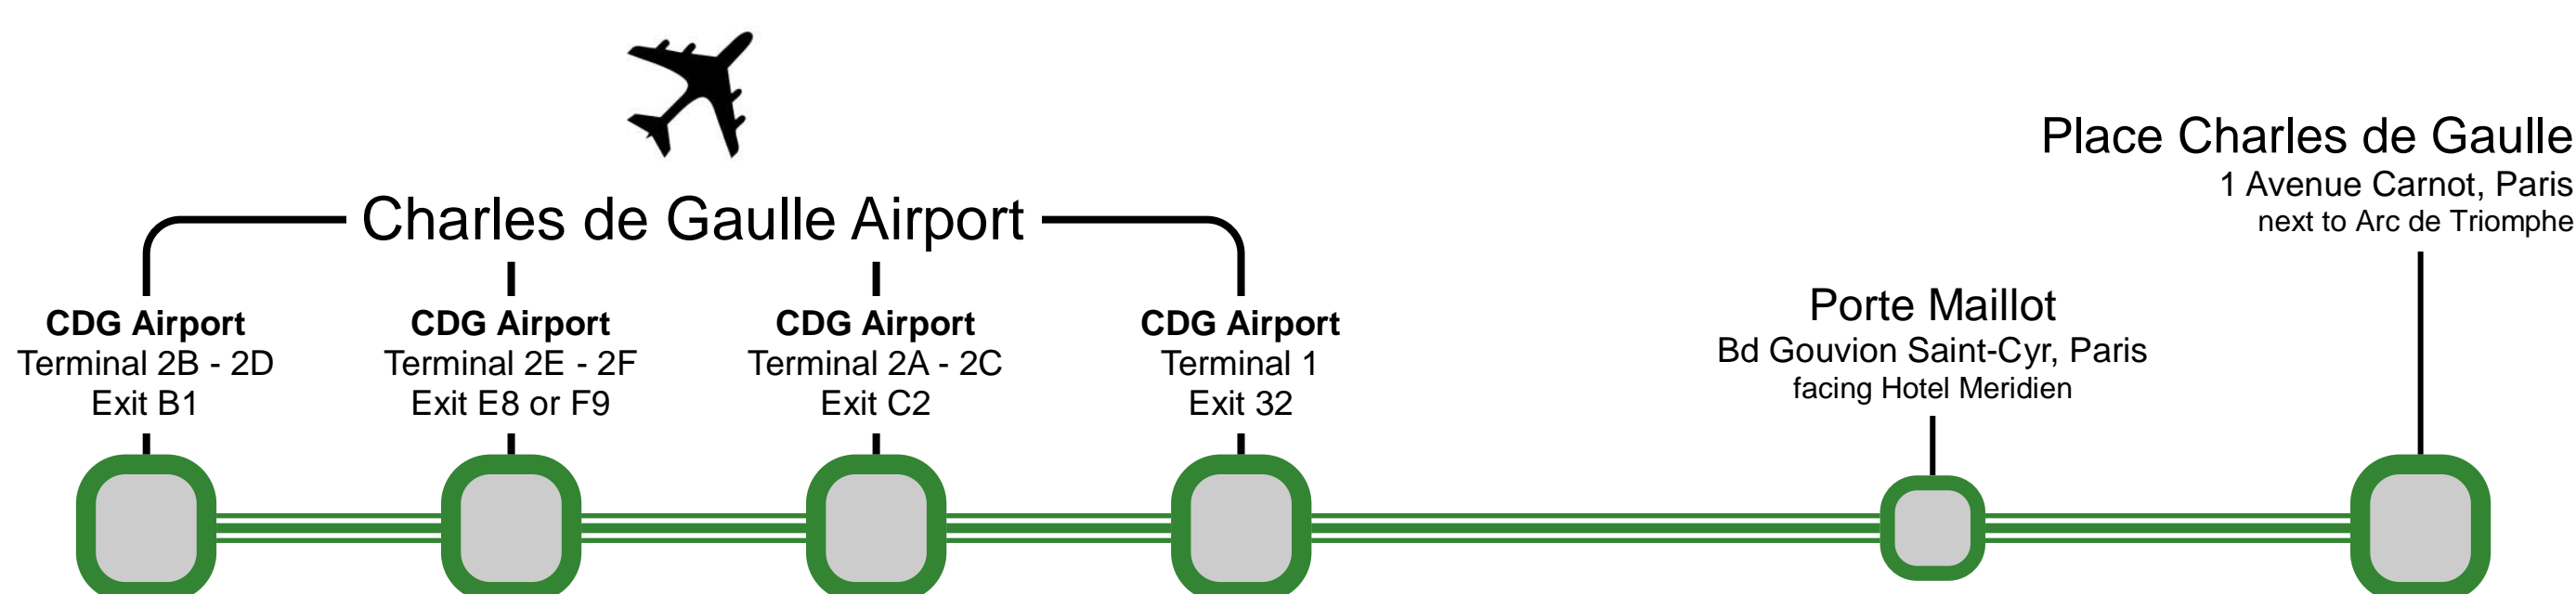 Place Charles de Gaulle
1 Avenue Carnot, Paris
next to Arc de Triomphe
Charles de Gaulle Airport
CDG Airport
Terminal 2B - 2D
Exit B1
CDG Airport
Terminal 2E - 2F
Exit E8 or F9
CDG Airport
Terminal 2A - 2C
Exit C2
CDG Airport
Terminal 1
Exit 32
Porte Maillot
Bd Gouvion Saint-Cyr, Paris
facing Hotel Meridien